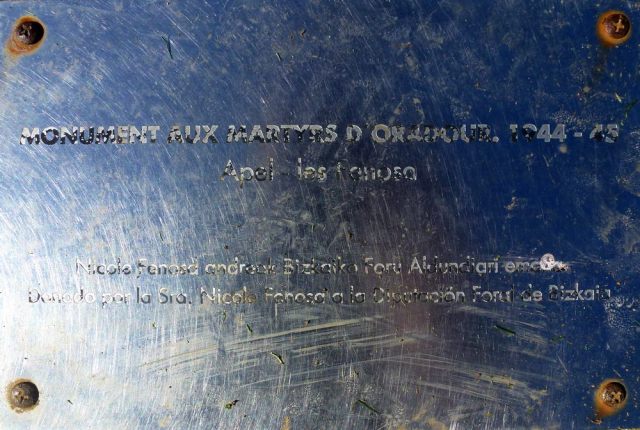 MONUMENT AUX MARTYRS D'ORADOUR. 1944 - 45
Apel·les Fenosa
Nicole Fenosa andreak Bizkaiko Foru Aldundiari emana.
Donado por la Sra. Nicole Fenosa a la Diputación Foral de Bizkaia